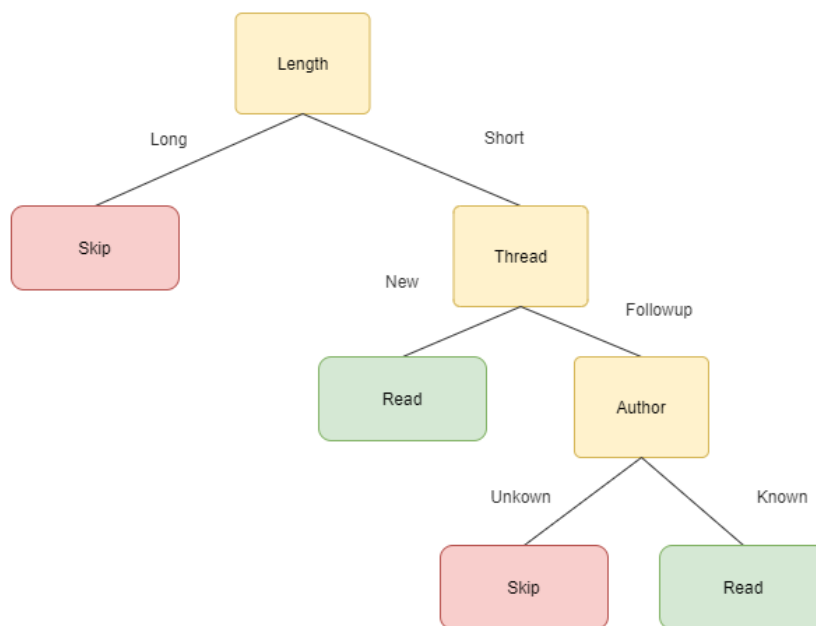 Length
Long
Short
Skip
Thread
New
Followup
Read
Author
Unkown
Known
Skip
Read